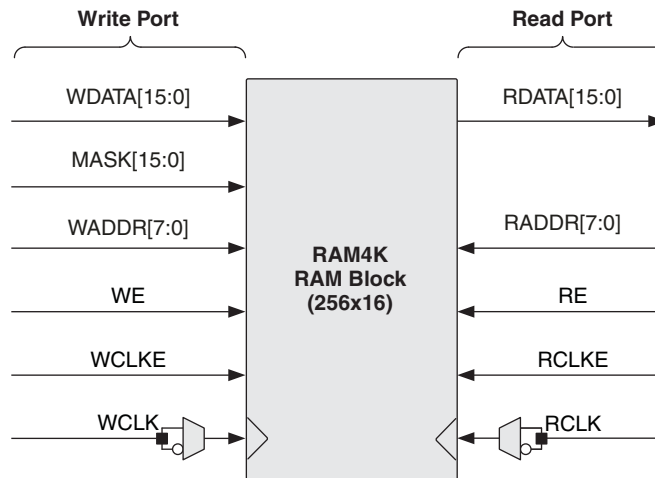 Write Port
Read Port
WDATA[15:0]
RDATA[15:0]
MASK[15:0]
WADDR[7:0]
RADDR[7:0]
RAM4K
RAM Block
(256x16)
WE
RE
WCLKE
RCLKE
WCLK
RCLK